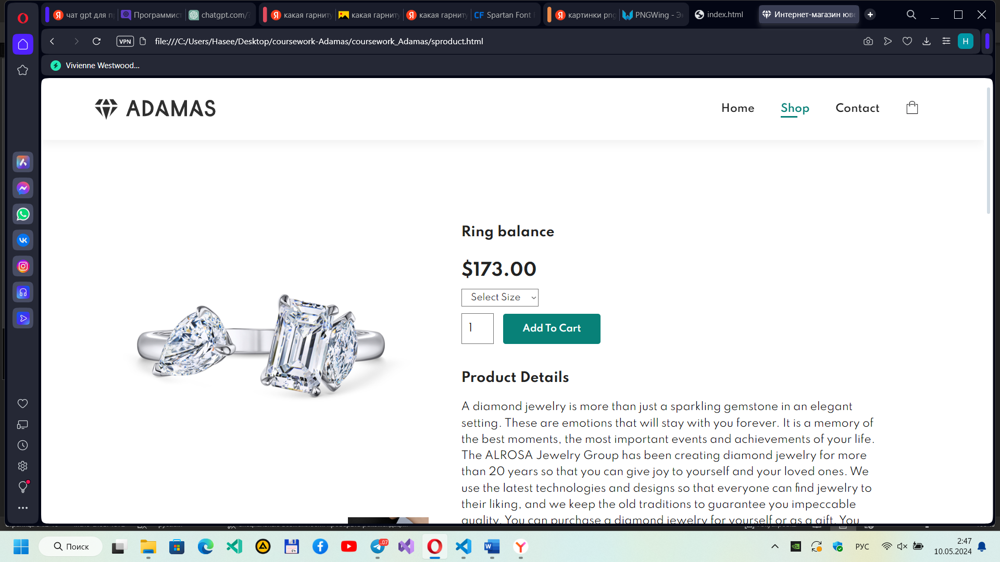 чат gpt для п
Программист
chatgpt.com/
какая гарниту
какая гарниту
какая гарниту
Spartan Font
картинки png
PNGWing - Эк
index.html
Интернет-магазин юве
VPN
file:///C:/Users/Hasee/Desktop/coursework-Adamas/coursework_Adamas/sproduct.html
H
Vivienne Westwood...
ADAMAS
Home
Shop
Contact
Ring balance
$173.00
Select Size
1
Add To Cart
Product Details
A diamond jewelry is more than just a sparkling gemstone in an elegant
setting. These are emotions that will stay with you forever. It is a memory of
the best moments, the most important events and achievements of your life.
The ALROSA Jewelry Group has been creating diamond jewelry for more
than 20 years so that you can give joy to yourself and your loved ones. We
use the latest technologies and designs so that everyone can find jewelry to
their liking, and we keep the old traditions to guarantee you impeccable
quality. You can purchase a diamond jewelry for yourself or as a gift. You
Поиск
РУС
2:47
10.05.2024